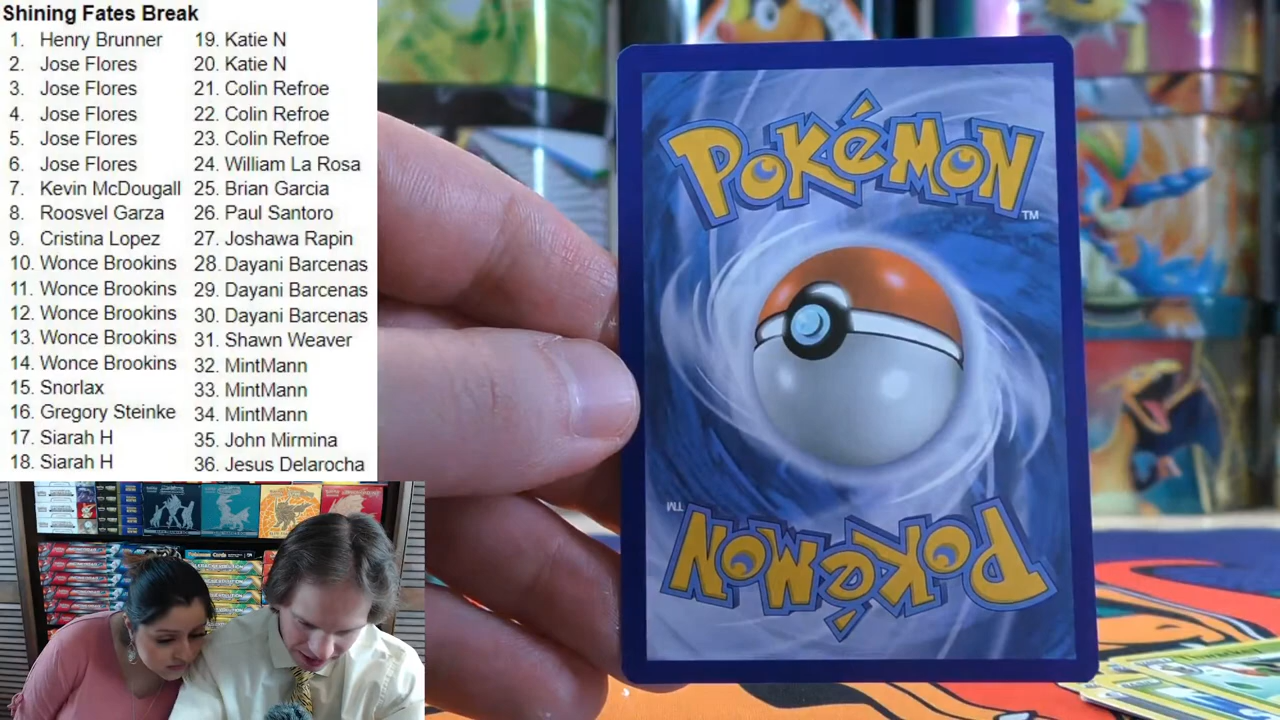 Shining Fates Break
1. Henry Brunner
2. Jose Flores
3. Jose Flores
4. Jose Flores
5. Jose Flores
6. Jose Flores
7. Kevin McDougall
8. Roosvel Garza
9. Cristina Lopez
10. Wonce Brookins
11. Wonce Brookins
12. Wonce Brookins
13. Wonce Brookins
14. Wonce Brookins
15. Snorlax
16. Gregory Steinke
17. Siarah H
18. Siarah H
19. Katie N
20. Katie N
21. Colin Refroe
22. Colin Refroe
23. Colin Refroe
24. William La Rosa
25. Brian Garcia
26. Paul Santoro
27. Joshawa Rapin
28. Dayani Barcenas
29. Dayani Barcenas
30. Dayani Barcenas
31. Shawn Weaver
32. MintMann
33. MintMann
34. MintMann
35. John Mirmina
36. Jesus Delarocha
POKéMON TM
POKéMON TM